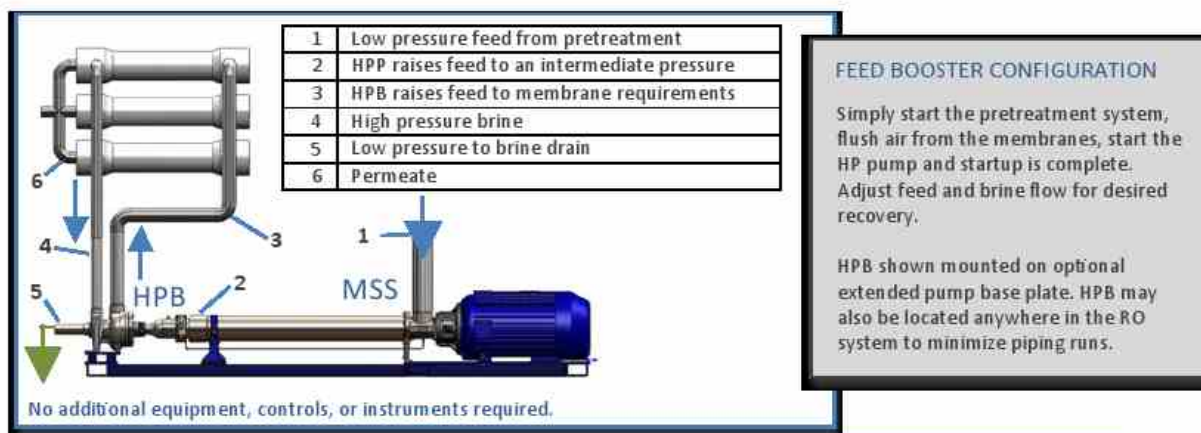 1 Low pressure feed from pretreatment
2 HPP raises feed to an intermediate pressure
3 HPB raises feed to membrane requirements
4 High pressure brine
5 Low pressure to brine drain
6 Permeate
6
4
3
1
5
HPB
2
MSS
No additional equipment, controls, or instruments required.
FEED BOOSTER CONFIGURATION
Simply start the pretreatment system,
flush air from the membranes, start the
HP pump and startup is complete.
Adjust feed and brine flow for desired
recovery.
HPB shown mounted on optional
extended pump base plate. HPB may
also be located anywhere in the RO
system to minimize piping runs.